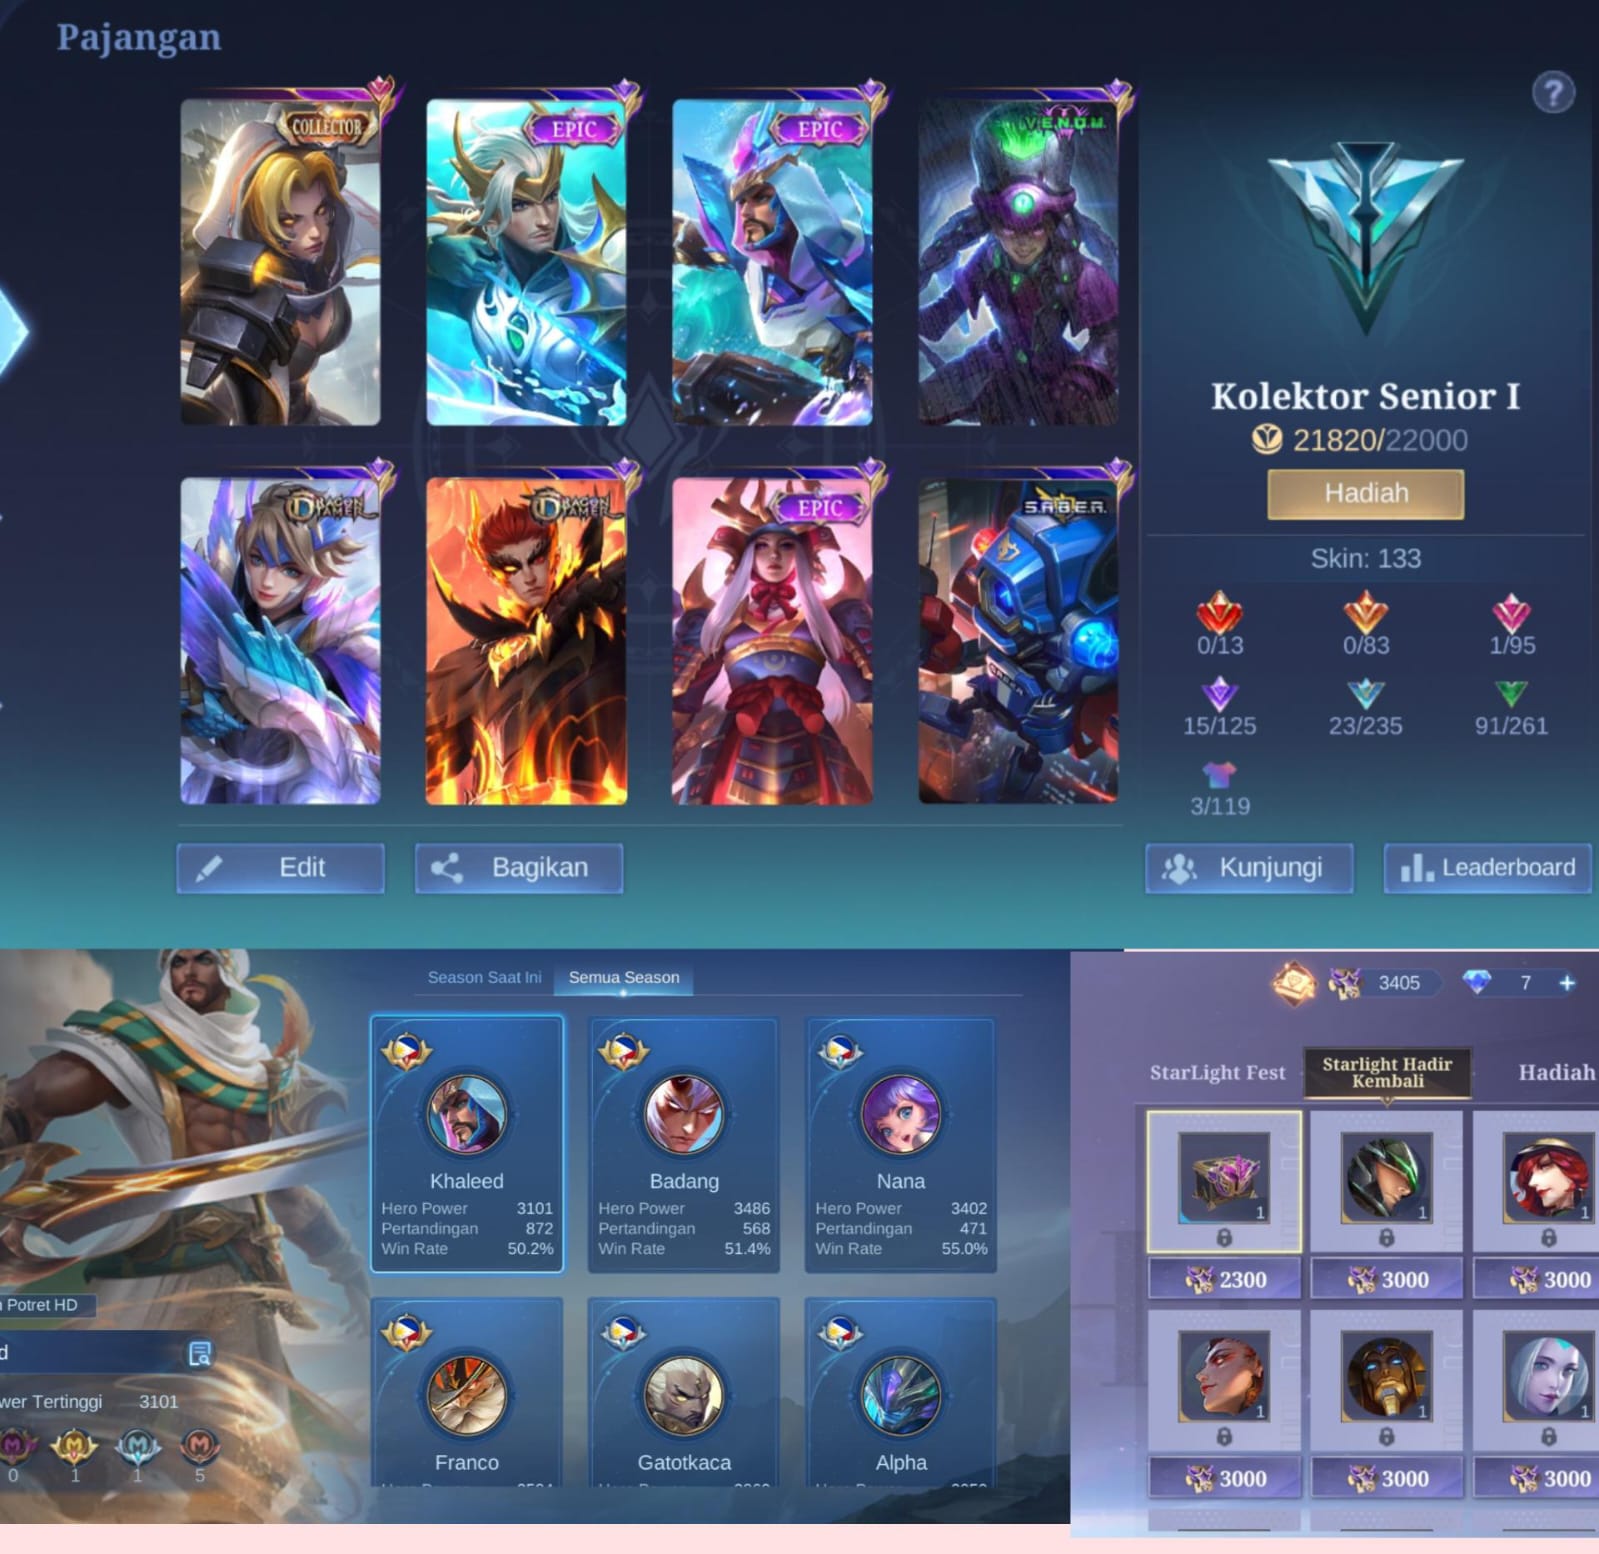 Pajangan
COLLECTOR
EPIC
EPIC
V.E.N.O.M.
Kolektor Senior I
21820/22000
Hadiah
Skin: 133
0/13
0/83
1/95
15/125
23/235
91/261
3/119
DRAGON TAMER
DRAGON TAMER
EPIC
S.A.B.E.R.
Edit
Bagikan
Kunjungi
Leaderboard
Season Saat Ini
Semua Season
Khaleed
Hero Power 3101
Pertandingan 872
Win Rate 50.2%
Badang
Hero Power 3486
Pertandingan 568
Win Rate 51.4%
Nana
Hero Power 3402
Pertandingan 471
Win Rate 55.0%
Franco
Gatotkaca
Alpha
Potret HD
d
wer Tertinggi 3101
0
1
1
5
3405
7
StarLight Fest
Starlight Hadir
Kembali
Hadiah
1
1
1
2300
3000
3000
1
1
1
3000
3000
3000